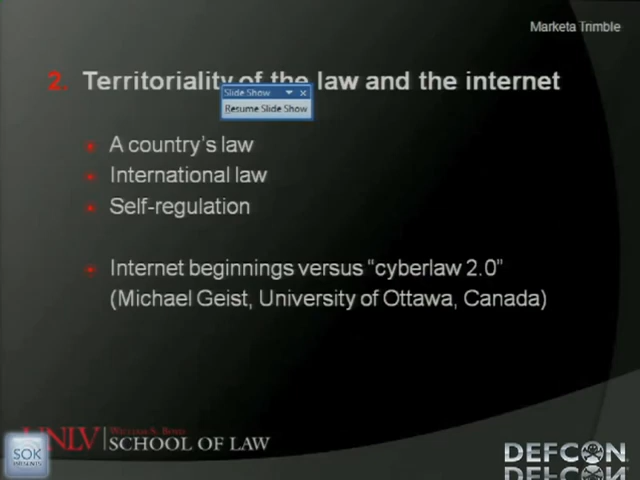 Marketa Trimble
2. Territoriality of the law and the internet
Slide Show
Resume Slide Show
A country's law
International law
Self-regulation
Internet beginnings versus “cyberlaw 2.0”
(Michael Geist, University of Ottawa, Canada)
UNLV WILLIAM S. BOYD
SCHOOL OF LAW
SOK
DEFCON